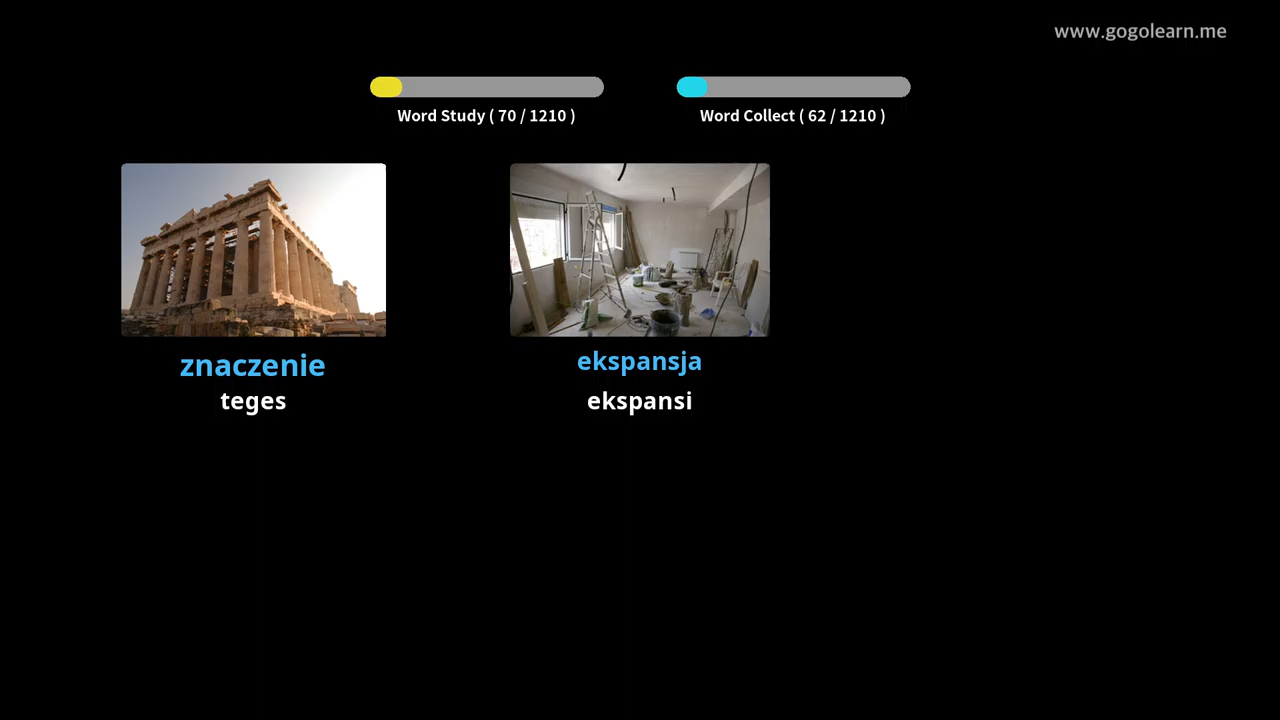 www.gogolearn.me
Word Study ( 70 / 1210 )
Word Collect ( 62 / 1210 )
znaczenie
teges
ekspansja
ekspansi